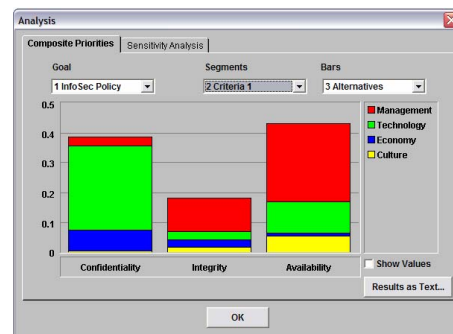 Analysis
Composite Priorities
Sensitivity Analysis
Goal
Segments
Bars
1 InfoSec Policy
2 Criteria 1
3 Alternatives
0.5
0.4
0.3
0.2
0.1
0
Management
Technology
Economy
Culture
Confidentiality
Integrity
Availability
Show Values
Results as Text...
OK